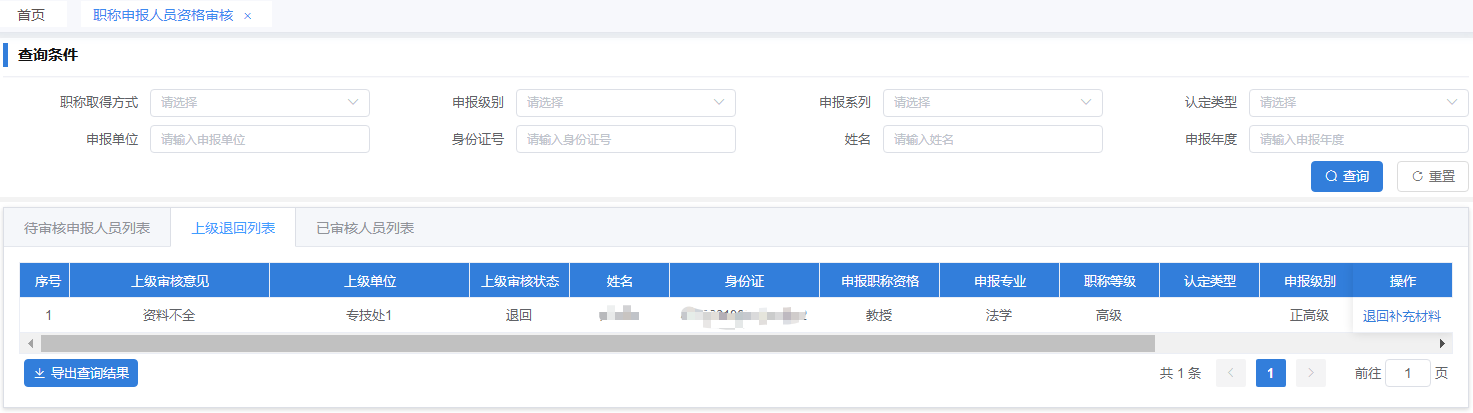 首页 职称申报人员资格审核 ×
查询条件
职称取得方式 请选择 申报级别 请选择 申报系列 请选择 认定类型 请选择
申报单位 请输入申报单位 身份证号 请输入身份证号 姓名 请输入姓名 申报年度 请输入申报年度
查询 重置
待审核申报人员列表 上级退回列表 已审核人员列表
序号 上级审核意见 上级单位 上级审核状态 姓名 身份证 申报职称资格 申报专业 职称等级 认定类型 申报级别 操作
1 资料不全 专技处1 退回 教授 法学 高级 正高级 退回补充材料
导出查询结果 共 1 条 1 前往 1 页